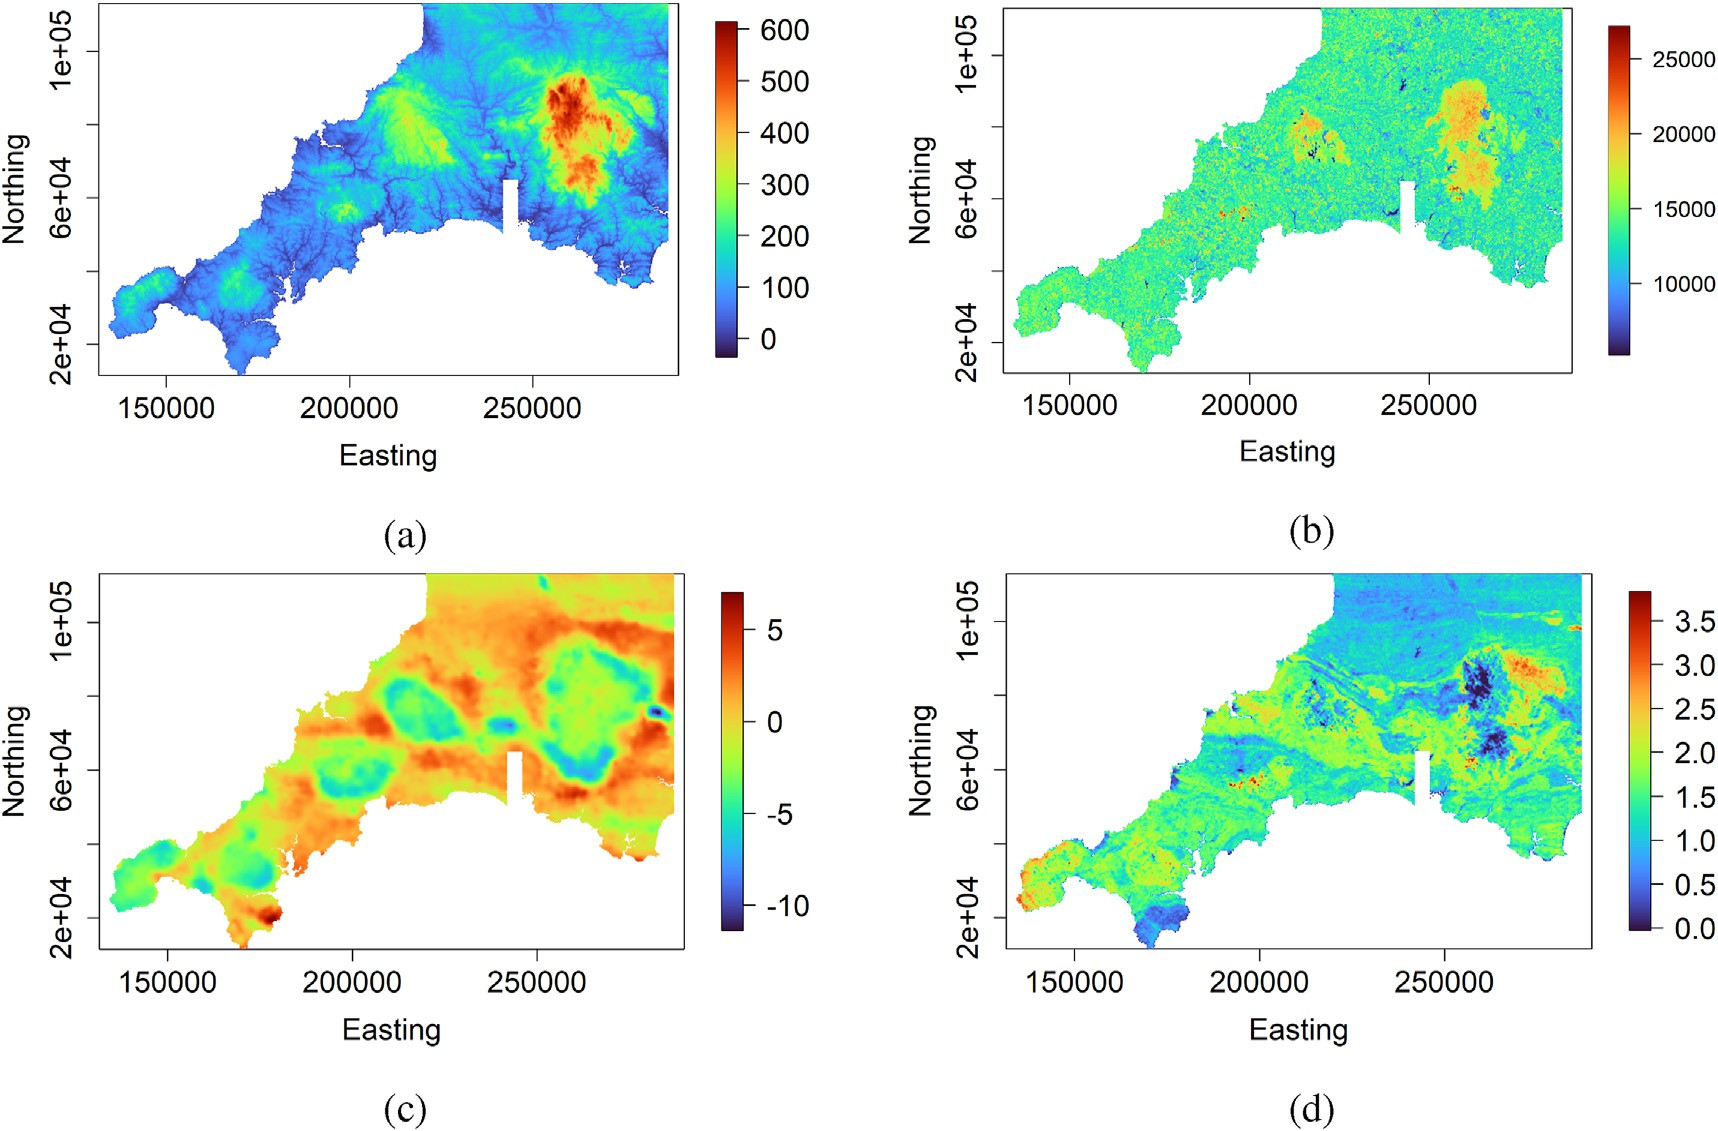 1e+05
6e+04
2e+04
Northing
150000
200000
250000
Easting
600
500
400
300
200
100
0
(a)
1e+05
6e+04
2e+04
Northing
150000
200000
250000
Easting
25000
20000
15000
10000
(b)
1e+05
6e+04
2e+04
Northing
150000
200000
250000
Easting
5
0
-5
-10
(c)
1e+05
6e+04
2e+04
Northing
150000
200000
250000
Easting
3.5
3.0
2.5
2.0
1.5
1.0
0.5
0.0
(d)